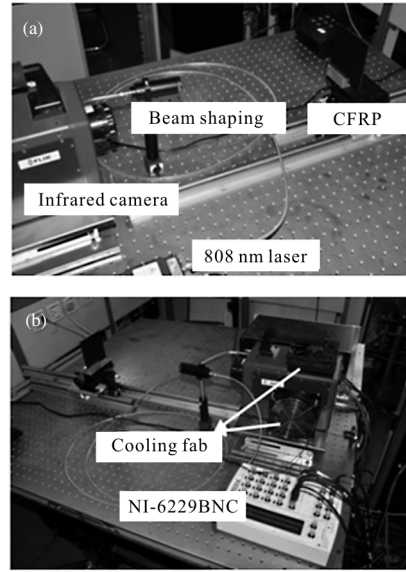 (a)
Beam shaping
CFRP
Infrared camera
808 nm laser
(b)
Cooling fab
NI-6229BNC